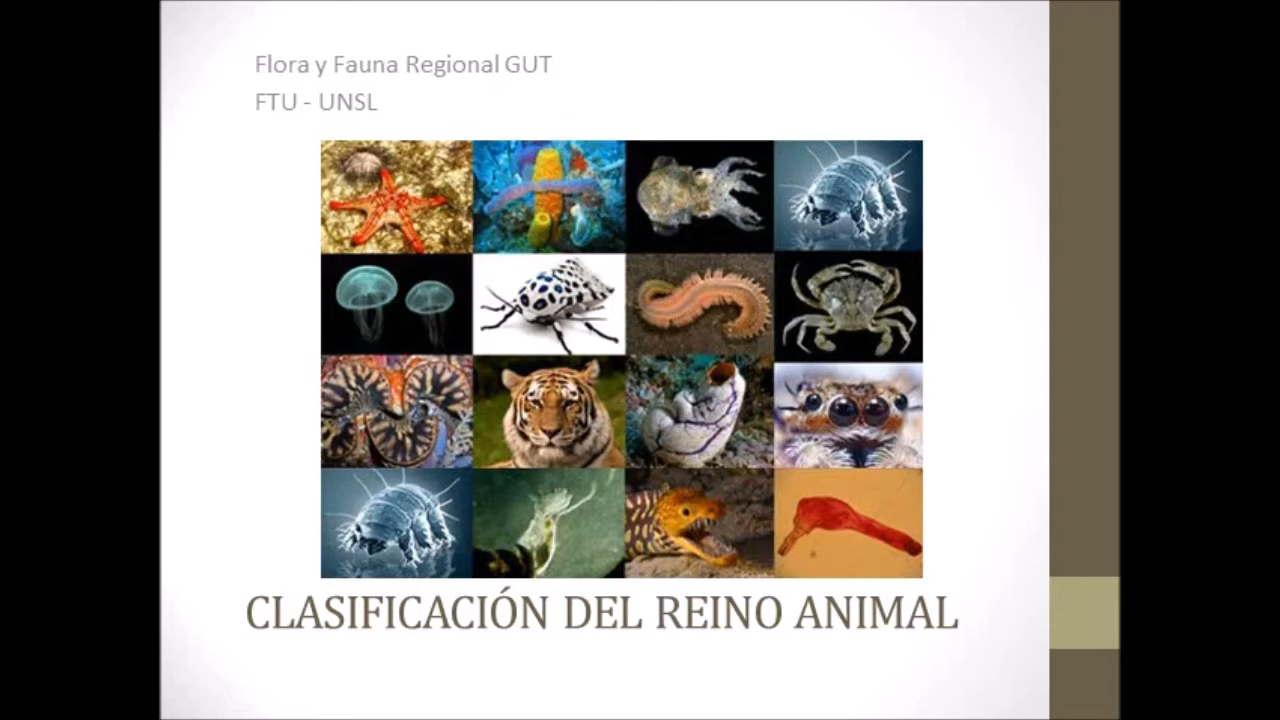 Flora y Fauna Regional GUT
FTU - UNSL
CLASIFICACIÓN DEL REINO ANIMAL